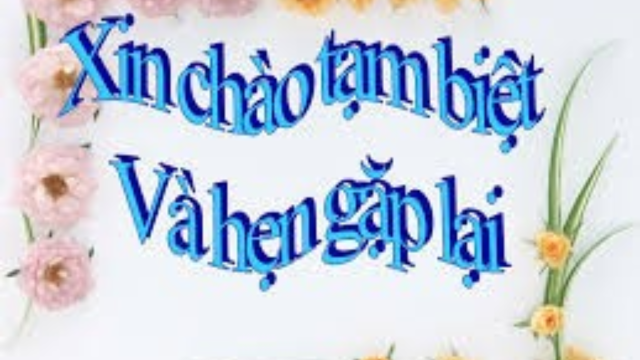 Xin chào tạm biệt
Và hẹn gặp lại